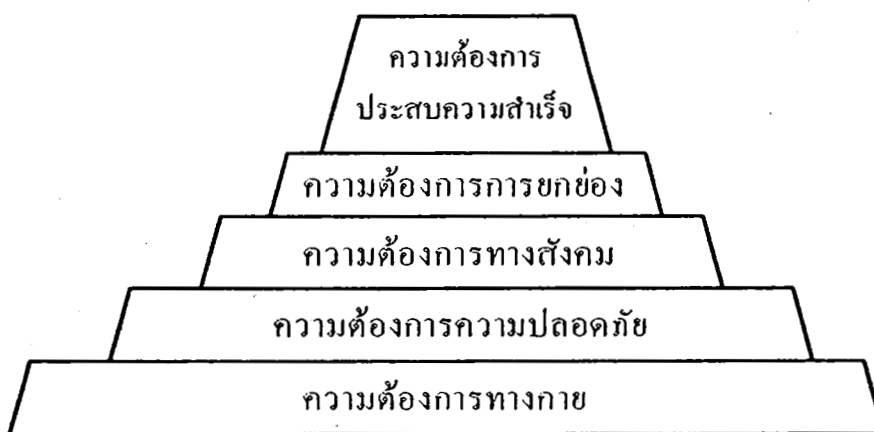 ความต้องการ
ประสบความสำเร็จ
ความต้องการการยกย่อง
ความต้องการทางสังคม
ความต้องการความปลอดภัย
ความต้องการทางกาย